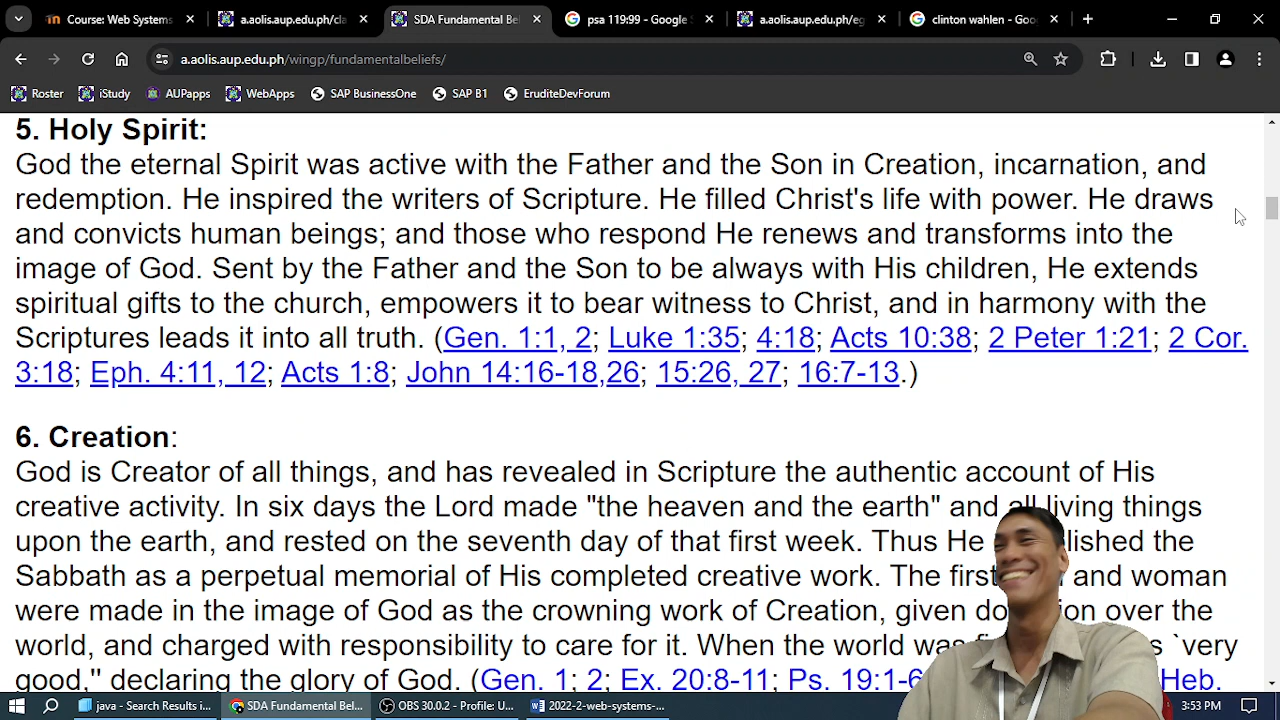 Course: Web Systems
a.aolis.aup.edu.ph/cla
SDA Fundamental Bel
psa 119:99 - Google S
a.aolis.aup.edu.ph/eg
clinton wahlen - Goo
a.aolis.aup.edu.ph/wingp/fundamentalbeliefs/
Roster
iStudy
AUPapps
WebApps
SAP BusinessOne
SAP B1
EruditeDevForum
5. Holy Spirit:
God the eternal Spirit was active with the Father and the Son in Creation, incarnation, and
redemption. He inspired the writers of Scripture. He filled Christ's life with power. He draws
and convicts human beings; and those who respond He renews and transforms into the
image of God. Sent by the Father and the Son to be always with His children, He extends
spiritual gifts to the church, empowers it to bear witness to Christ, and in harmony with the
Scriptures leads it into all truth. (Gen. 1:1, 2; Luke 1:35; 4:18; Acts 10:38; 2 Peter 1:21; 2 Cor.
3:18; Eph. 4:11, 12; Acts 1:8; John 14:16-18,26; 15:26, 27; 16:7-13.)
6. Creation:
God is Creator of all things, and has revealed in Scripture the authentic account of His
creative activity. In six days the Lord made "the heaven and the earth" and all living things
upon the earth, and rested on the seventh day of that first week. Thus He lished the
Sabbath as a perpetual memorial of His completed creative work. The first and woman
were made in the image of God as the crowning work of Creation, given do ion over the
world, and charged with responsibility to care for it. When the world was `very
good,'' declaring the glory of God. (Gen. 1; 2; Ex. 20:8-11; Ps. 19:1-6 Heb.
java - Search Results i...
SDA Fundamental Bel...
OBS 30.0.2 - Profile: U...
2022-2-web-systems-...
3:53 PM